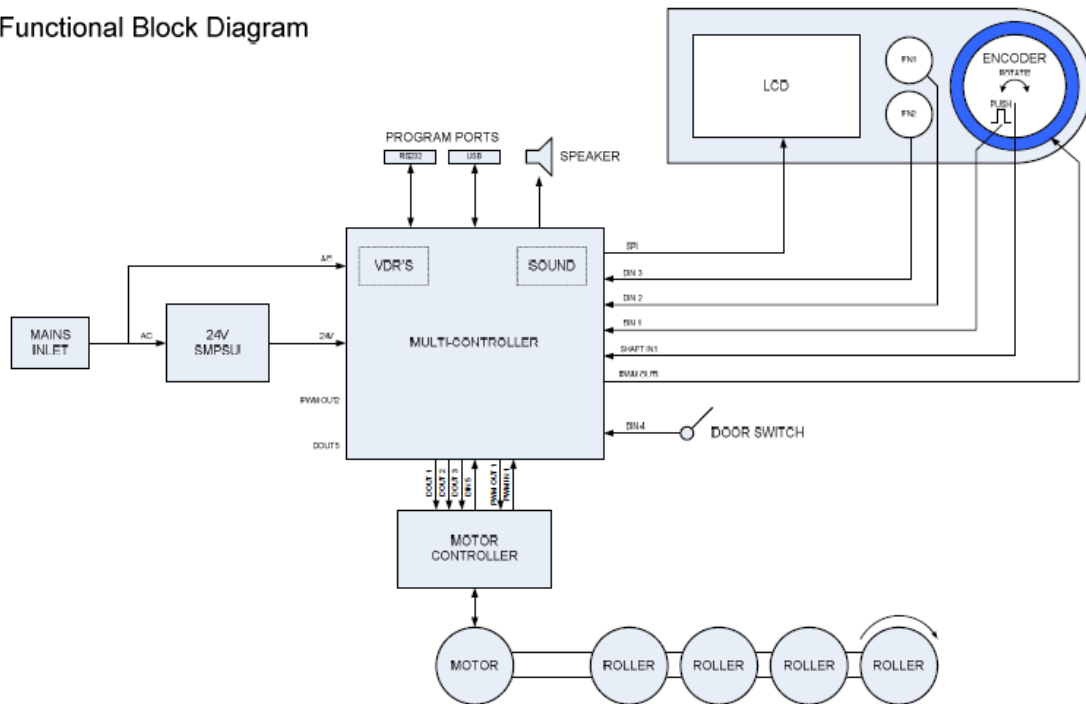 Functional Block Diagram
LCD
FN1
FN2
ENCODER
ROTATE
PUSH
PROGRAM PORTS
RS232
USB
SPEAKER
VDR'S
SOUND
MULTI-CONTROLLER
MAINS
INLET
AC
24V
AC
24V
PWM OUT2
DOUT5
SPI
DIN 3
DIN 2
DIN 1
SHAFT IN1
DIN 4
DOOR SWITCH
DOUT 1
DOUT 2
DOUT 3
DIN 5
PWM OUT 1
PWM IN 1
MOTOR
CONTROLLER
MOTOR
ROLLER
ROLLER
ROLLER
ROLLER